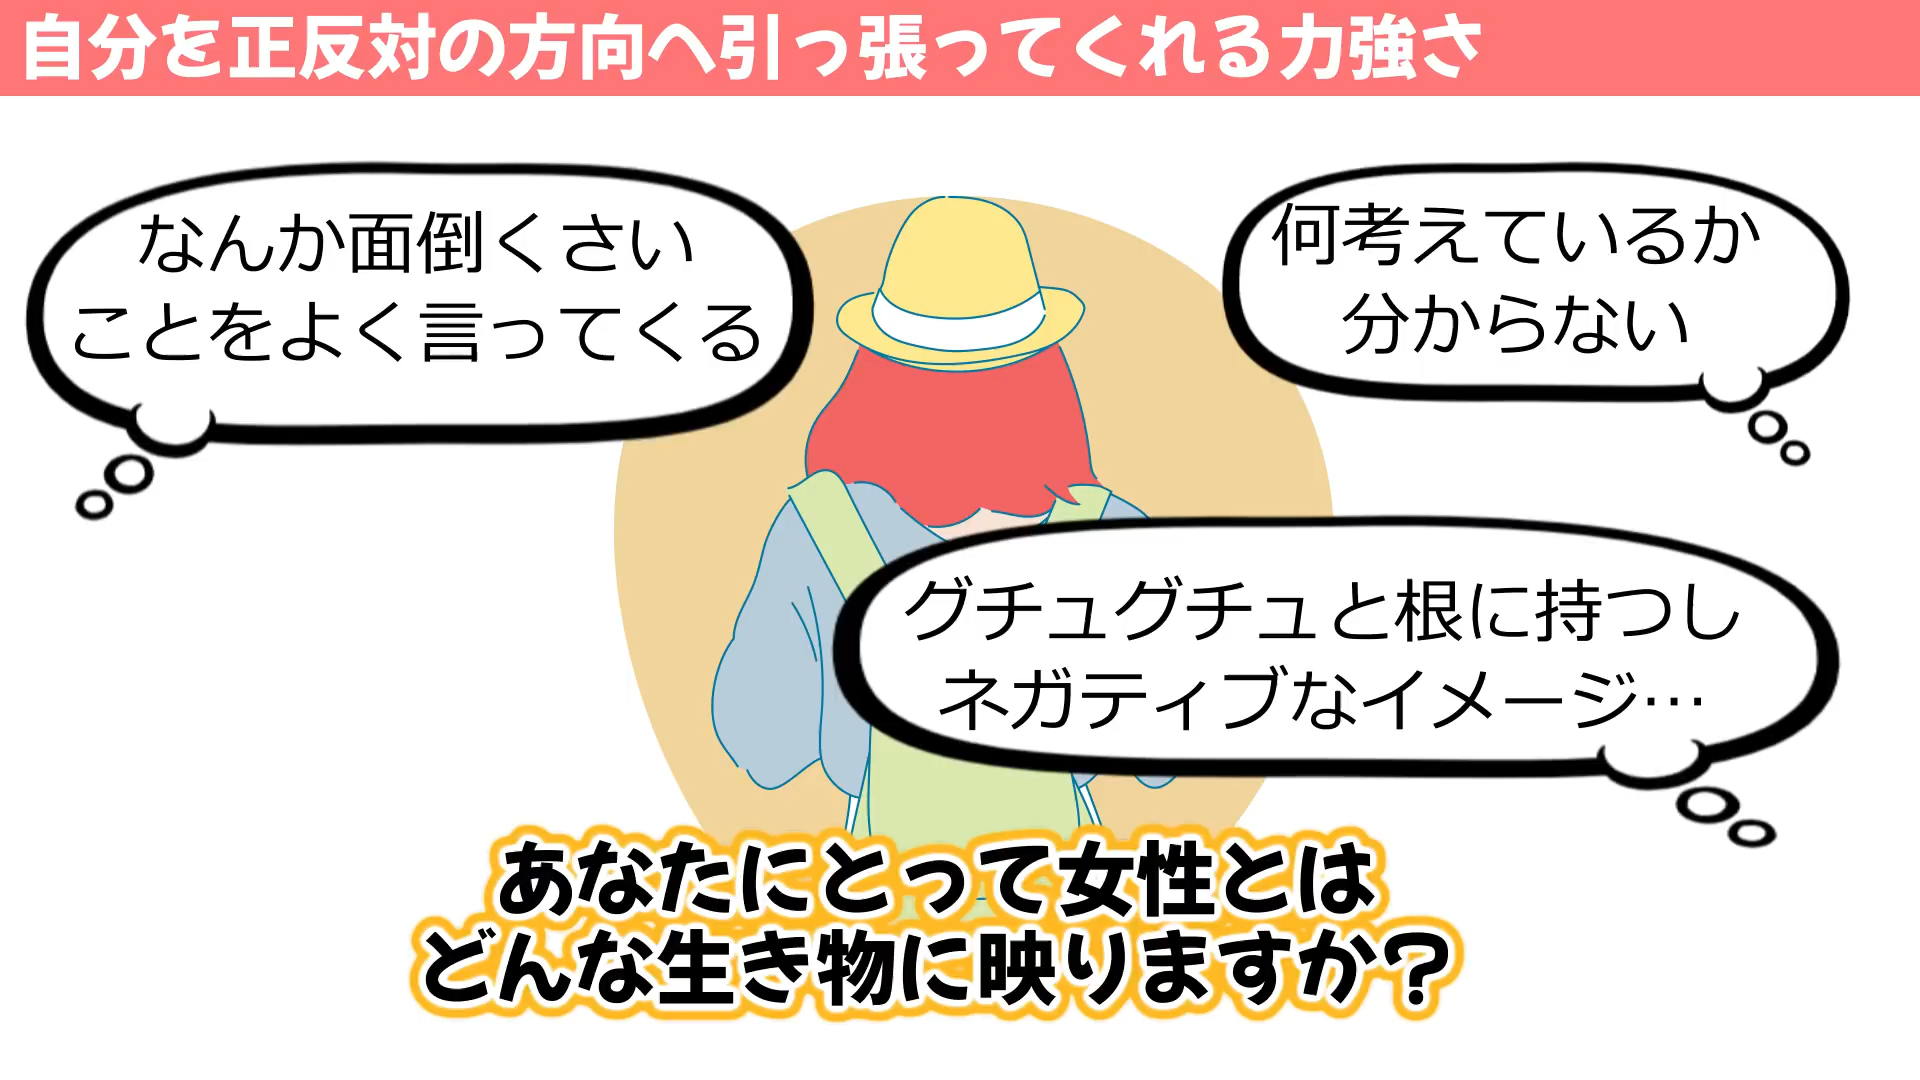 自分を正反対の方向へ引っ張ってくれる力強さ
なんか面倒くさい
ことをよく言ってくる
何考えているか
分からない
グチュグチュと根に持つし
ネガティブなイメージ…
あなたにとって女性とは
どんな生き物に映りますか？